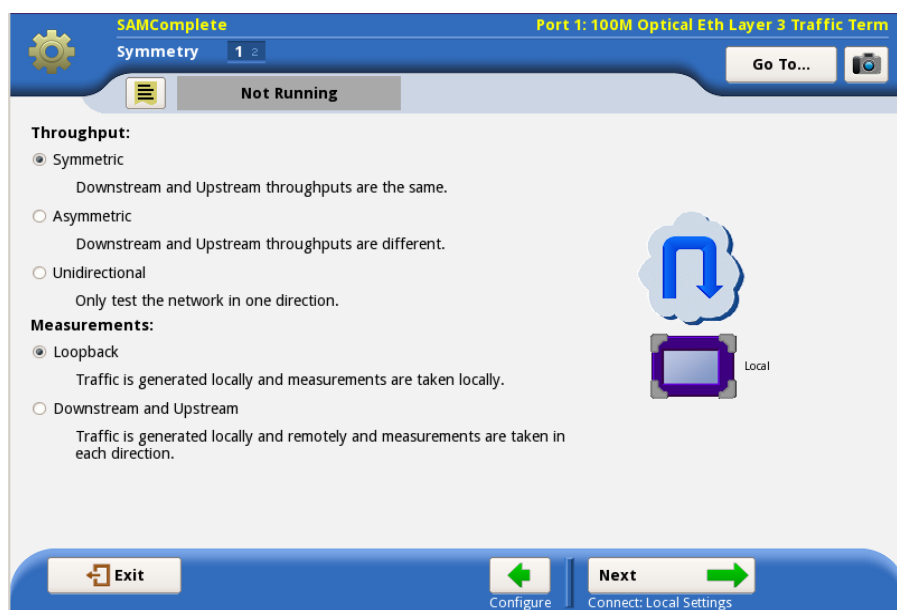 SAMComplete
Port 1: 100M Optical Eth Layer 3 Traffic Term
Symmetry 1 2
Go To...
Not Running
Throughput:
Symmetric
Downstream and Upstream throughputs are the same.
Asymmetric
Downstream and Upstream throughputs are different.
Unidirectional
Only test the network in one direction.
Measurements:
Loopback
Traffic is generated locally and measurements are taken locally.
Local
Downstream and Upstream
Traffic is generated locally and remotely and measurements are taken in
each direction.
Exit
Next
Configure
Connect: Local Settings